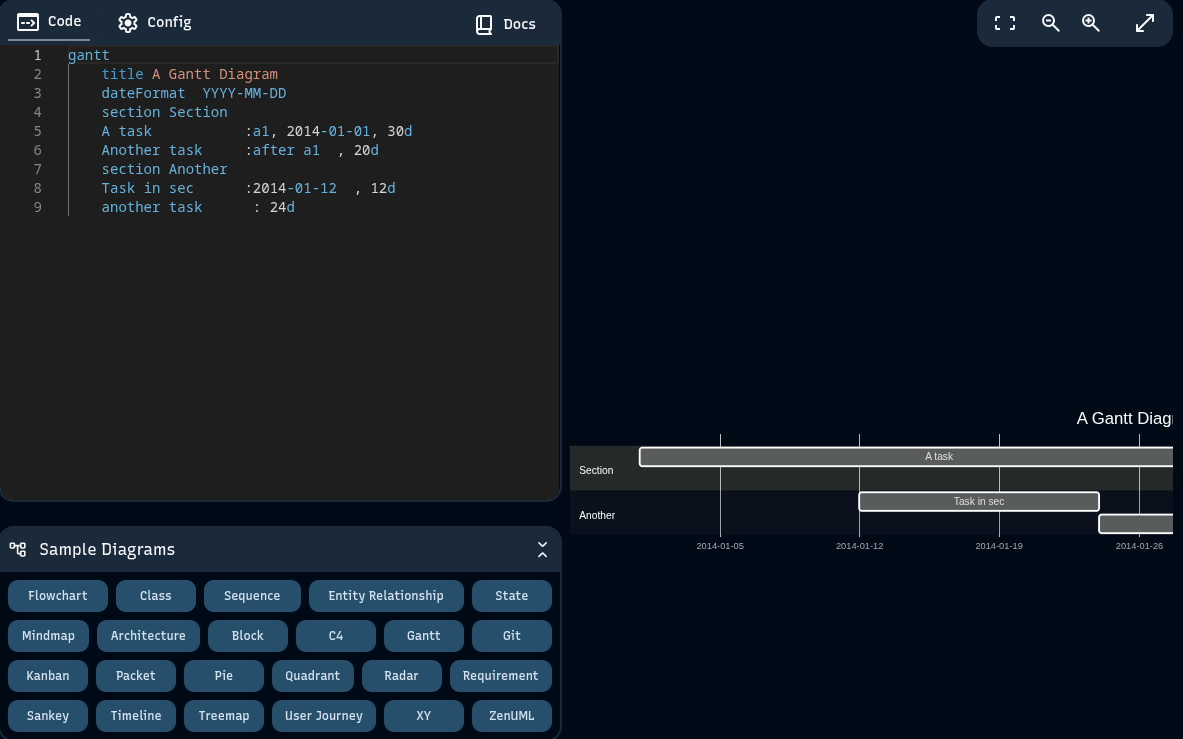 Code Config Docs
1 gantt
2 title A Gantt Diagram
3 dateFormat  YYYY-MM-DD
4 section Section
5 A task           :a1, 2014-01-01, 30d
6 Another task     :after a1  , 20d
7 section Another
8 Task in sec      :2014-01-12  , 12d
9 another task      : 24d
Sample Diagrams
Flowchart Class Sequence Entity Relationship State
Mindmap Architecture Block C4 Gantt Git
Kanban Packet Pie Quadrant Radar Requirement
Sankey Timeline Treemap User Journey XY ZenUML
A Gantt Diag
A task
Section
Task in sec
Another
2014-01-05 2014-01-12 2014-01-19 2014-01-26